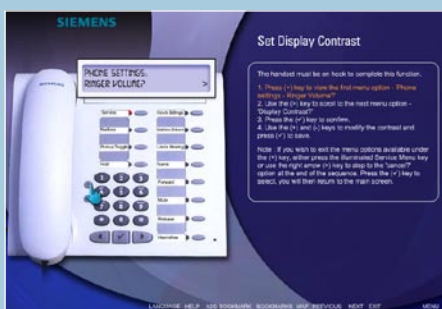 SIEMENS
Set Display Contrast
PHONE SETTINGS:
RINGER VOLUME? >
The handset must be on hook to complete this function.
1. Press (>) key to view the first menu option - 'Phone
settings - Ringer Volume?'
2. Use the (>) key to scroll to the next menu option -
'Display Contrast?'
3. Press the (✓) key to confirm.
4. Use the (+) and (-) keys to modify the contrast and
press (✓) to save.
Note : If you wish to exit the menu options available under
the (>) key, either press the illuminated Service Menu key
or use the right arrow (>) key to step to the 'cancel?'
option at the end of the sequence. Press the (✓) key to
select, you will then return to the main screen.
Service
Forward
Mute
Release
LANGUAGE HELP ADD BOOKMARK BOOKMARKS MAP PREVIOUS NEXT EXIT MENU